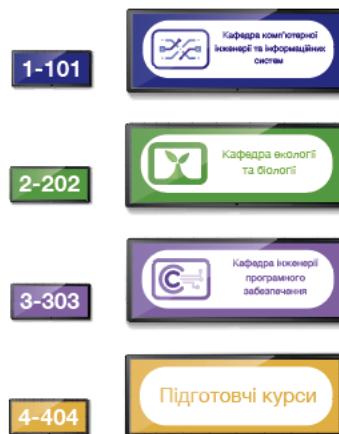 1-101
Кафедра комп'ютерної
інженерії та інформаційних
систем
2-202
Кафедра екології
та біології
3-303
Кафедра інженерії
програмного
забезпечення
4-404
Підготовчі курси